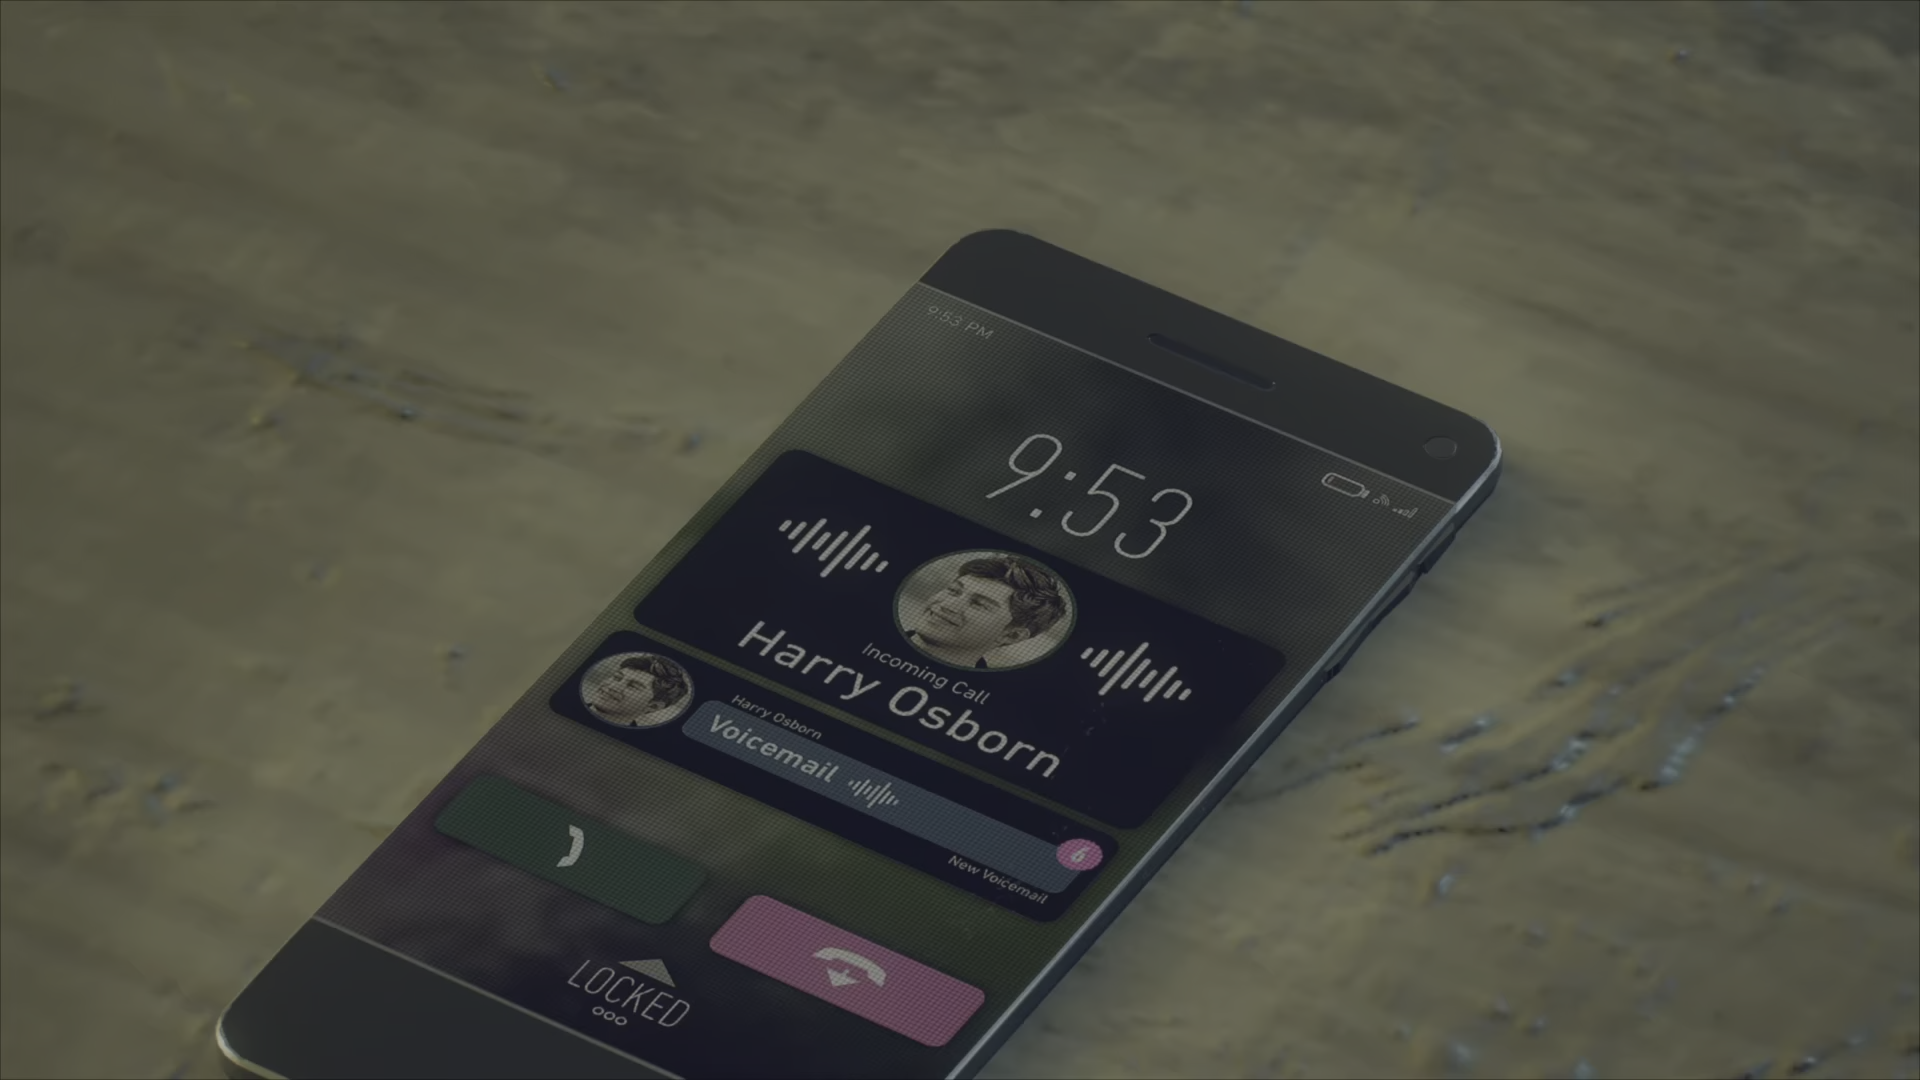 9:53 PM
9:53
Incoming Call
Harry Osborn
Harry Osborn
Voicemail
6
New Voicemail
LOCKED